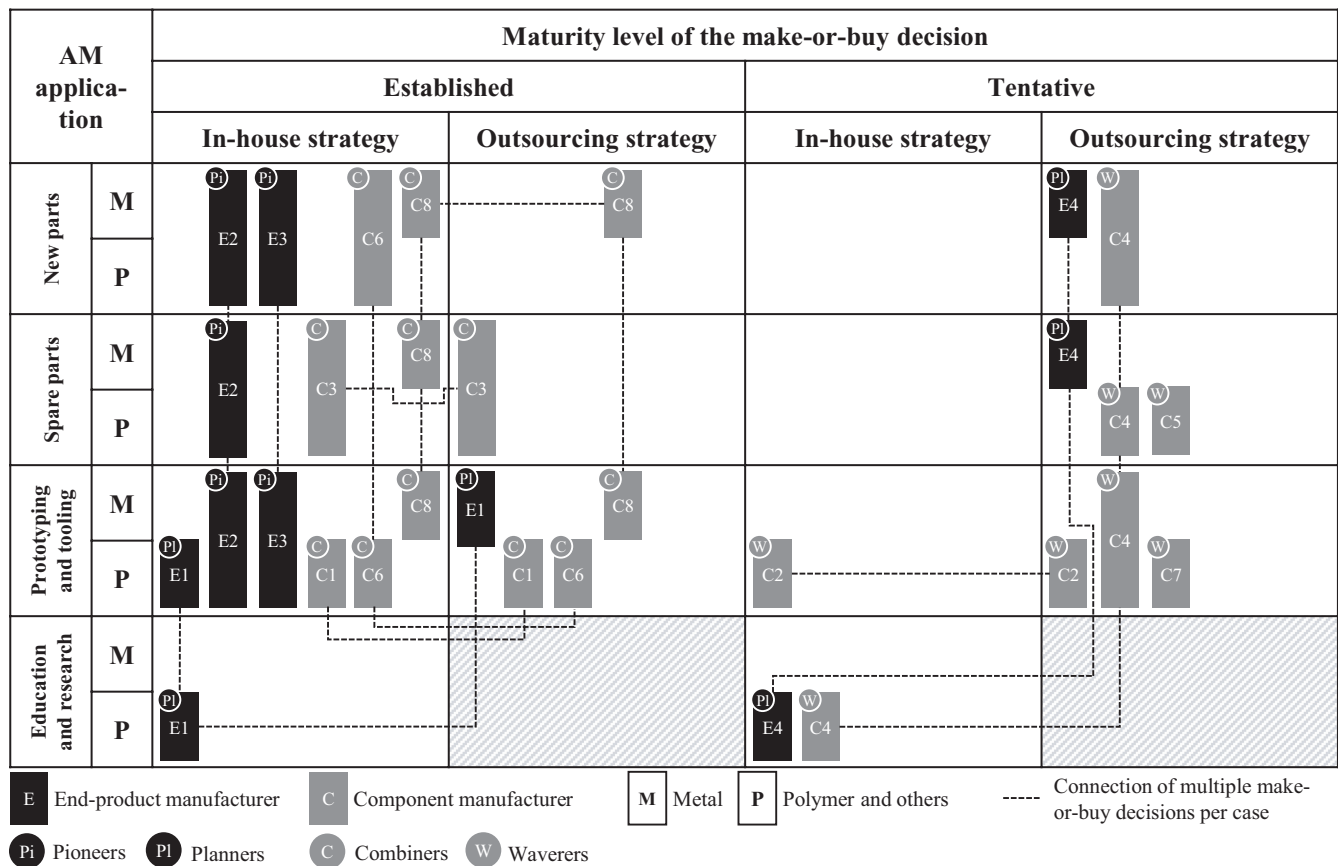 AM
applica-
tion
Maturity level of the make-or-buy decision
Established
Tentative
In-house strategy
Outsourcing strategy
In-house strategy
Outsourcing strategy
New parts
M
Pi
Pi
C
C
C
Pl
W
E2
E3
C6
C8
C8
E4
C4
P
Spare parts
M
Pi
C
C
C
Pl
E2
C3
C8
C3
E4
P
W
W
C4
C5
Prototyping
and tooling
M
Pi
Pi
C
Pl
C
W
E2
E3
C8
E1
C8
C4
P
Pl
C
C
C
C
W
W
W
E1
C1
C6
C1
C6
C2
C2
C7
Education
and research
M
P
Pl
Pl
W
E1
E4
C4
E End-product manufacturer
C Component manufacturer
M Metal
P Polymer and others
Connection of multiple make-
or-buy decisions per case
Pi Pioneers
Pl Planners
C Combiners
W Waverers